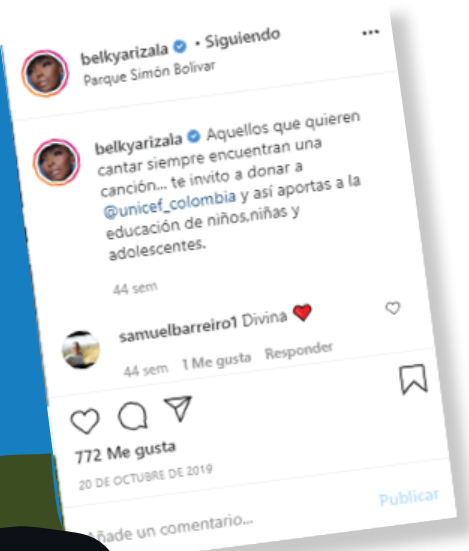 belkyarizala • Siguiendo
Parque Simón Bolivar
belkyarizala Aquellos que quieren
cantar siempre encuentran una
canción... te invito a donar a
@unicef_colombia y así aportas a la
educación de niños,niñas y
adolescentes.
44 sem
samuelbarreiro1 Divina ❤️
44 sem 1 Me gusta Responder
772 Me gusta
20 DE OCTUBRE DE 2019
Añade un comentario...
Publicar